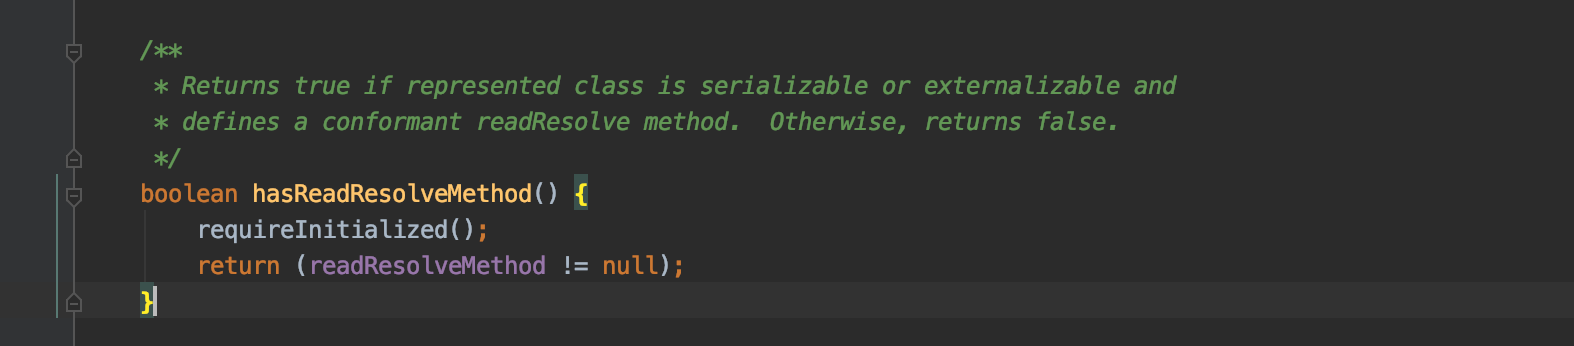 /**
* Returns true if represented class is serializable or externalizable and
* defines a conformant readResolve method.  Otherwise, returns false.
*/
boolean hasReadResolveMethod() {
requireInitialized();
return (readResolveMethod != null);
}